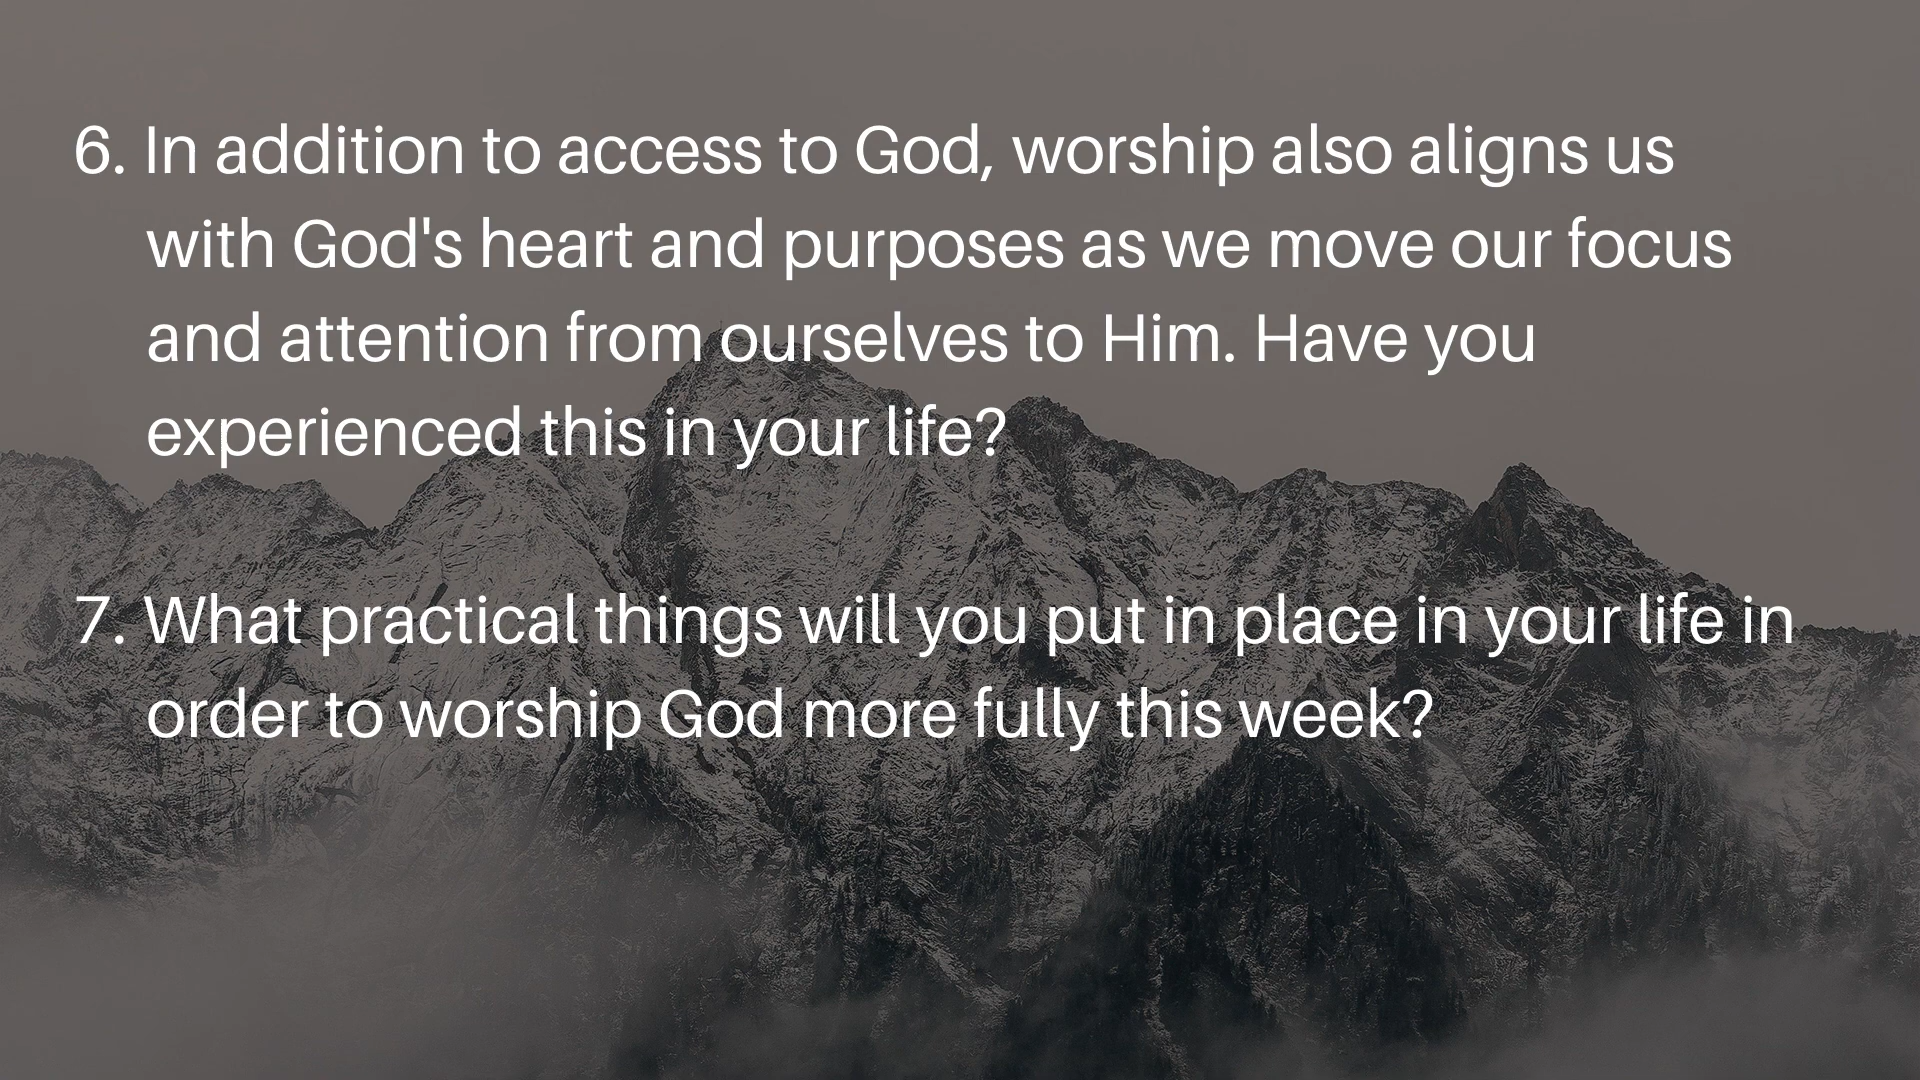 6. In addition to access to God, worship also aligns us
with God's heart and purposes as we move our focus
and attention from ourselves to Him. Have you
experienced this in your life?
7. What practical things will you put in place in your life in
order to worship God more fully this week?